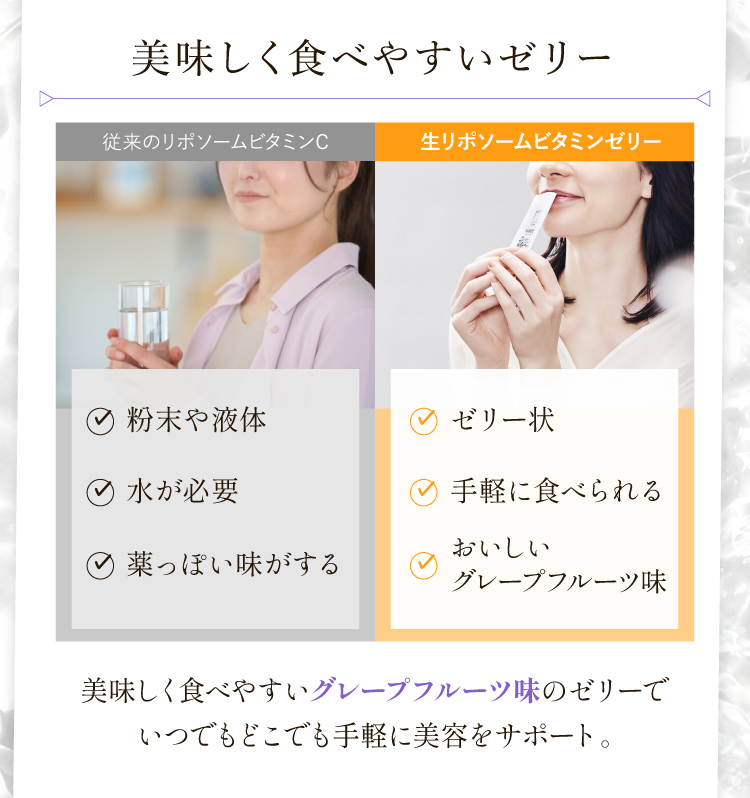 美味しく食べやすいゼリー
従来のリポソームビタミンC
生リポソームビタミンゼリー
粉末や液体
水が必要
薬っぽい味がする
ゼリー状
手軽に食べられる
おいしい
グレープフルーツ味
美味しく食べやすいグレープフルーツ味のゼリーで
いつでもどこでも手軽に美容をサポート。